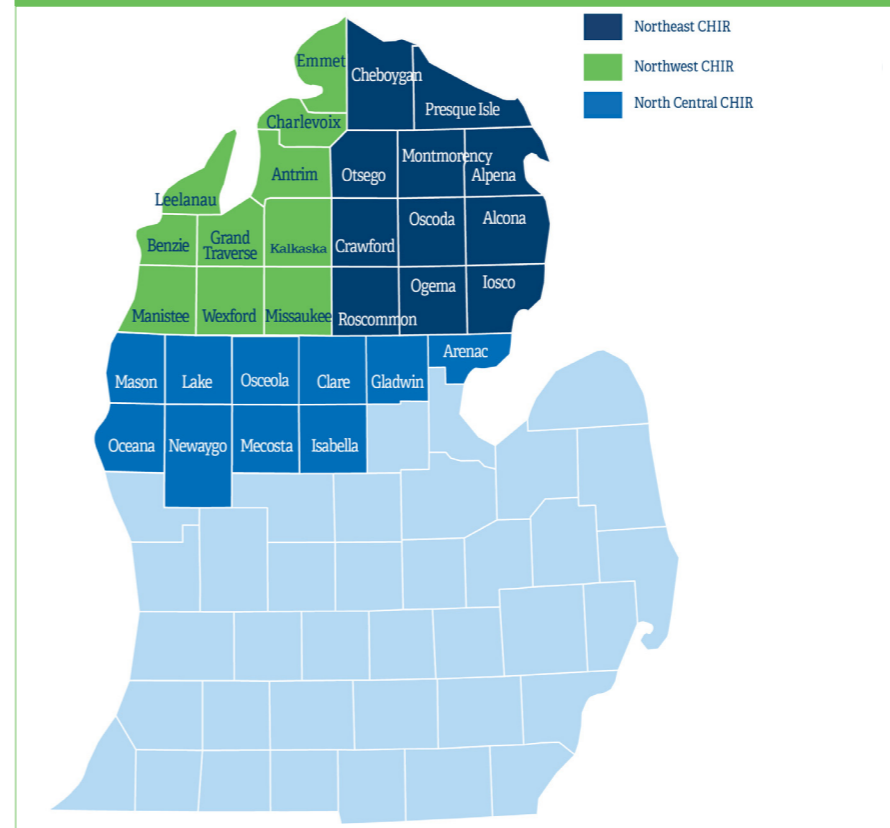 Northeast CHIR
Northwest CHIR
North Central CHIR
Emmet
Cheboygan
Presque Isle
Charlevoix
Antrim
Otsego
Montmorency
Alpena
Leelanau
Benzie
Grand
Traverse
Kalkaska
Crawford
Oscoda
Alcona
Manistee
Wexford
Missaukee
Roscommon
Ogema
Iosco
Mason
Lake
Osceola
Clare
Gladwin
Arenac
Oceana
Newaygo
Mecosta
Isabella